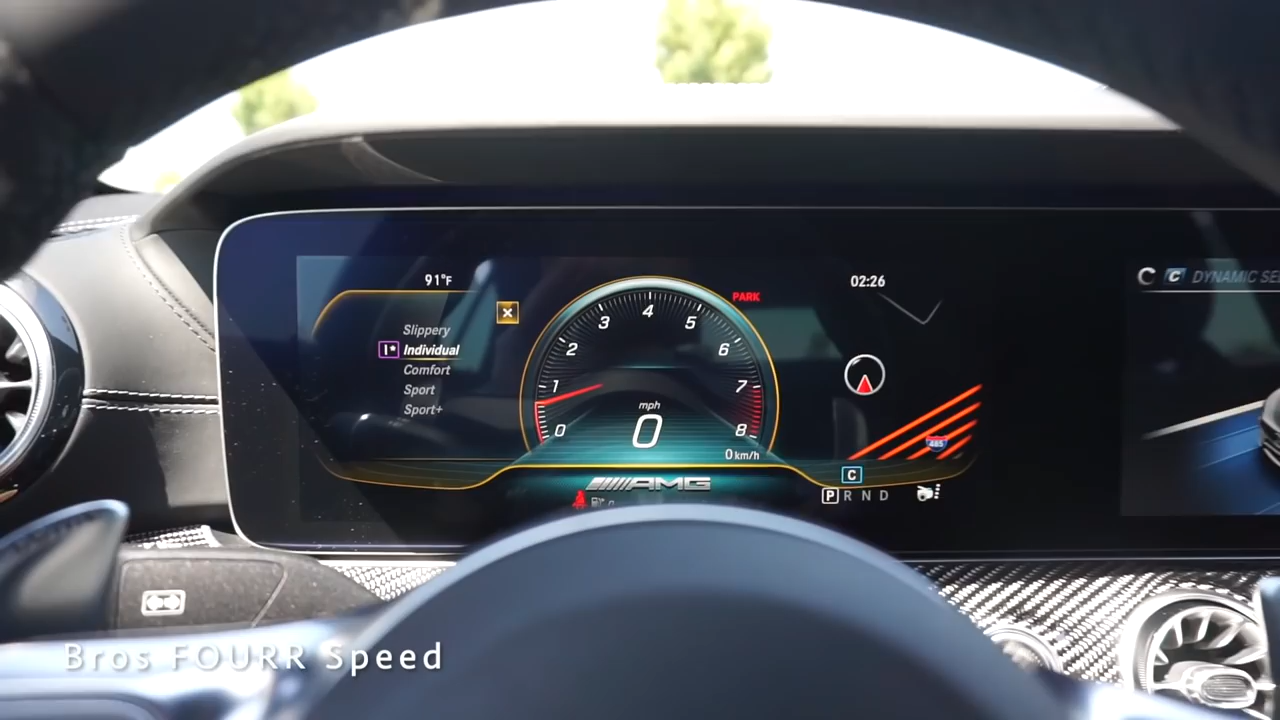 91°F
02:26
C C DYNAMIC SE
PARK
Slippery
I* Individual
Comfort
Sport
Sport+
0 1 2 3 4 5 6 7 8
mph
0
0 km/h
485
AMG
C
P R N D
Bros FOURR Speed